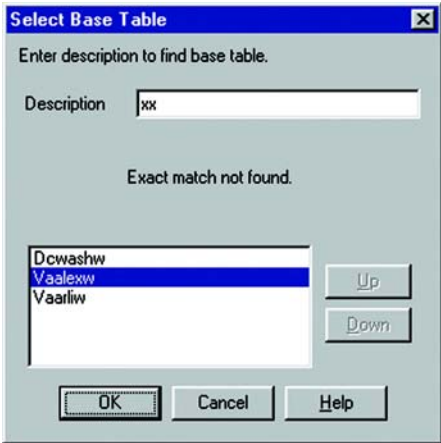 Select Base Table
Enter description to find base table.
Description xx
Exact match not found.
Dcwashw
Vaalexw
Vaarliw
Up
Down
OK Cancel Help